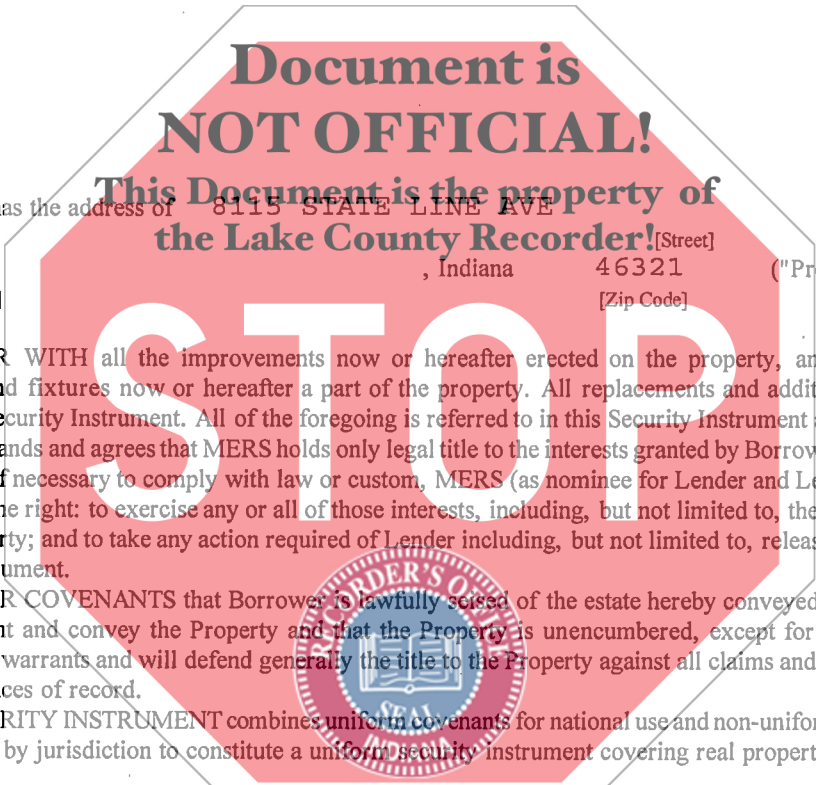 Document is
NOT OFFICIAL!
This Document is the property of
as the address of 8115 STATE LINE AVE
the Lake County Recorder!
[Street]
, Indiana 46321 ("Pr
[Zip Code]
STOP
R WITH all the improvements now or hereafter erected on the property, an
d fixtures now or hereafter a part of the property. All replacements and addit
ecurity Instrument. All of the foregoing is referred to in this Security Instrument
ands and agrees that MERS holds only legal title to the interests granted by Borrow
f necessary to comply with law or custom, MERS (as nominee for Lender and Le
e right: to exercise any or all of those interests, including, but not limited to, the
rty; and to take any action required of Lender including, but not limited to, releas
ument.
R COVENANTS that Borrower is lawfully seised of the estate hereby conveyed
t and convey the Property and that the Property is unencumbered, except for
warrants and will defend generally the title to the Property against all claims and
ces of record.
RITY INSTRUMENT combines uniform covenants for national use and non-unifor
by jurisdiction to constitute a uniform security instrument covering real propert
RECORDER'S OFFICE
SEAL